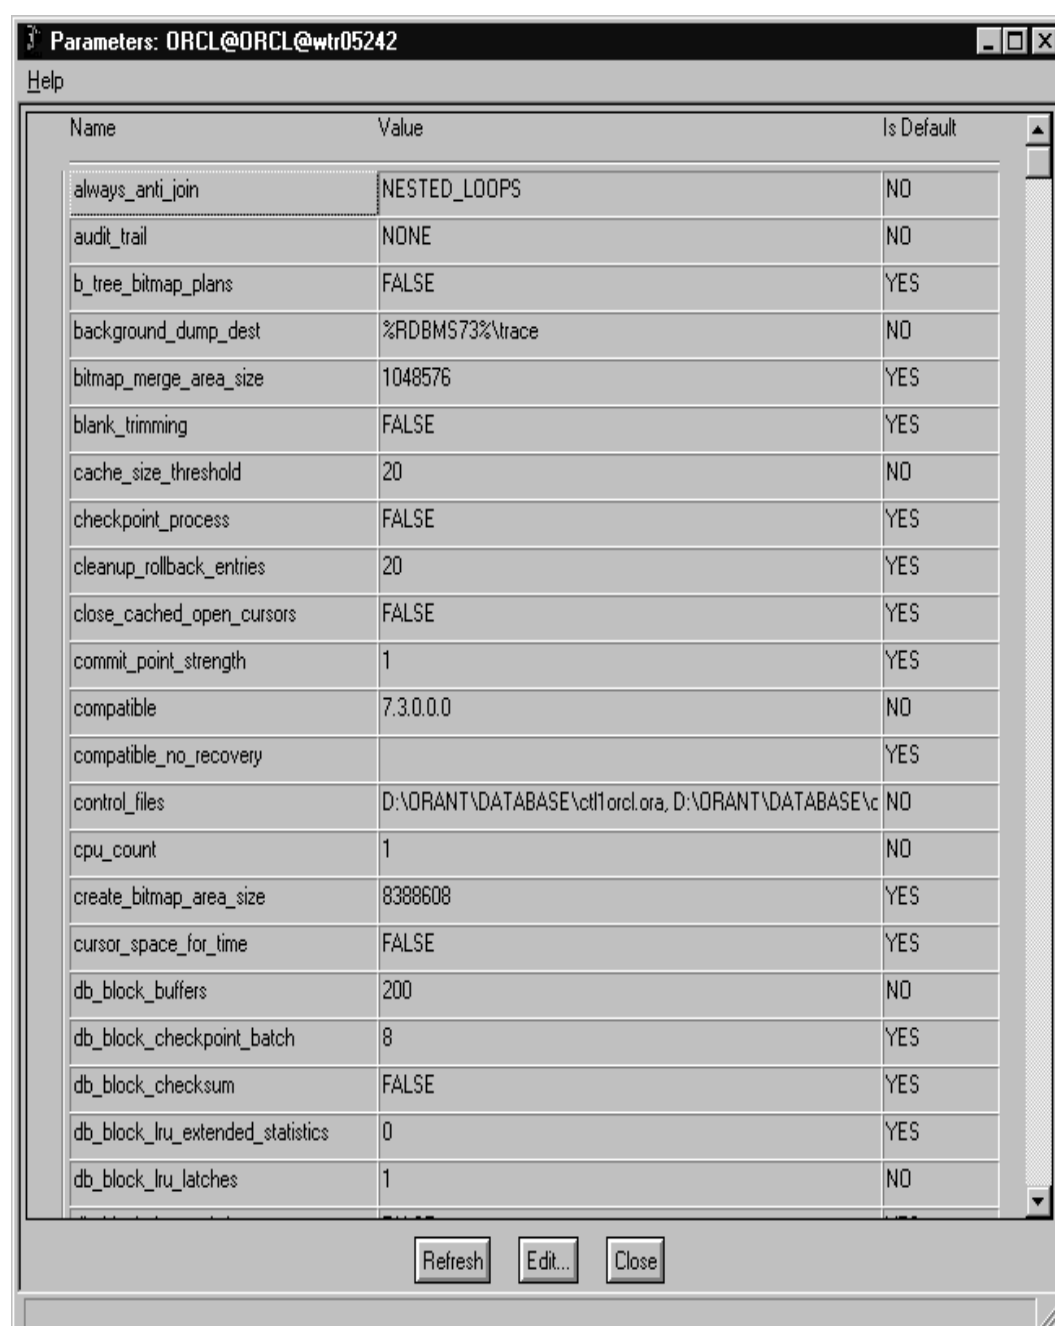 Parameters: ORCL@ORCL@wtr05242
Help
Name Value Is Default
always_anti_join NESTED_LOOPS NO
audit_trail NONE NO
b_tree_bitmap_plans FALSE YES
background_dump_dest %RDBMS73%\trace NO
bitmap_merge_area_size 1048576 YES
blank_trimming FALSE YES
cache_size_threshold 20 NO
checkpoint_process FALSE YES
cleanup_rollback_entries 20 YES
close_cached_open_cursors FALSE YES
commit_point_strength 1 YES
compatible 7.3.0.0.0 NO
compatible_no_recovery YES
control_files D:\ORANT\DATABASE\ctl1orcl.ora, D:\ORANT\DATABASE\c NO
cpu_count 1 NO
create_bitmap_area_size 8388608 YES
cursor_space_for_time FALSE YES
db_block_buffers 200 NO
db_block_checkpoint_batch 8 YES
db_block_checksum FALSE YES
db_block_lru_extended_statistics 0 YES
db_block_lru_latches 1 NO
Refresh Edit... Close